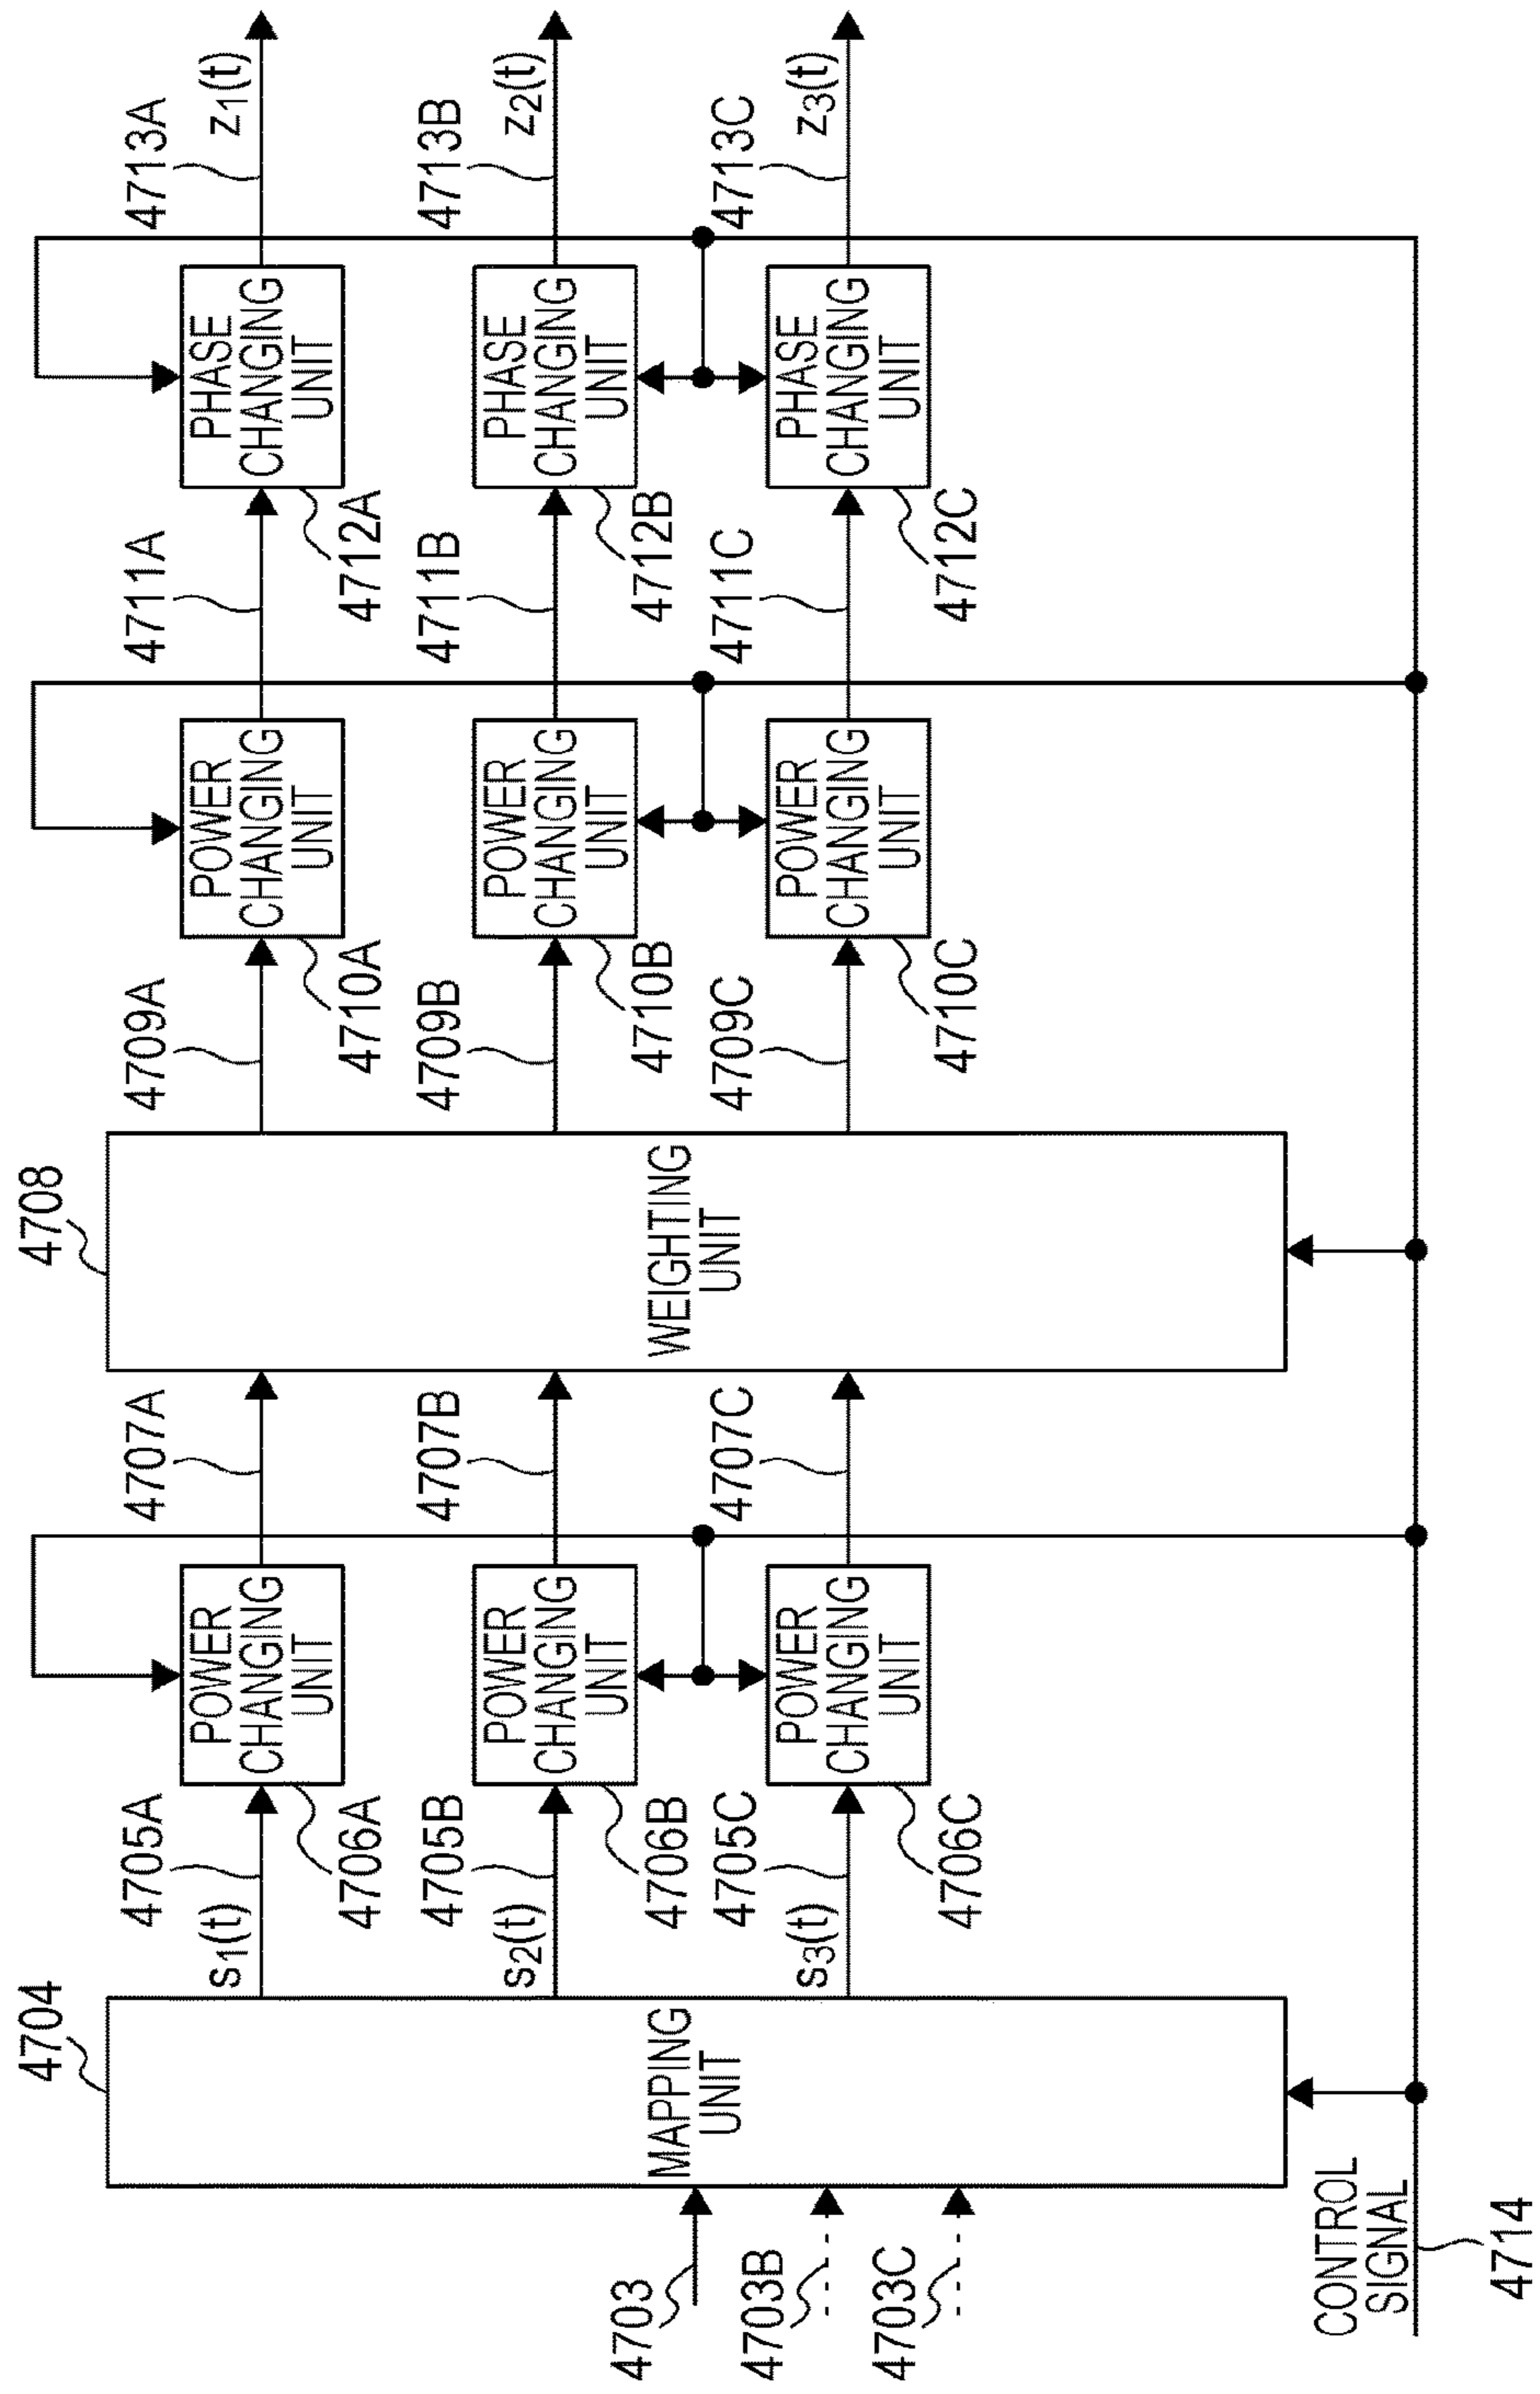 4703
4703B
4703C
CONTROL
SIGNAL
4714
4704
MAPPING
UNIT
s1(t)
4705A
s2(t)
4705B
s3(t)
4705C
POWER
CHANGING
UNIT
4706A
POWER
CHANGING
UNIT
4706B
POWER
CHANGING
UNIT
4706C
4707A
4707B
4707C
4708
WEIGHTING
UNIT
4709A
4709B
4709C
POWER
CHANGING
UNIT
4710A
POWER
CHANGING
UNIT
4710B
POWER
CHANGING
UNIT
4710C
4711A
4711B
4711C
PHASE
CHANGING
UNIT
4712A
PHASE
CHANGING
UNIT
4712B
PHASE
CHANGING
UNIT
4712C
4713A
z1(t)
4713B
z2(t)
4713C
z3(t)